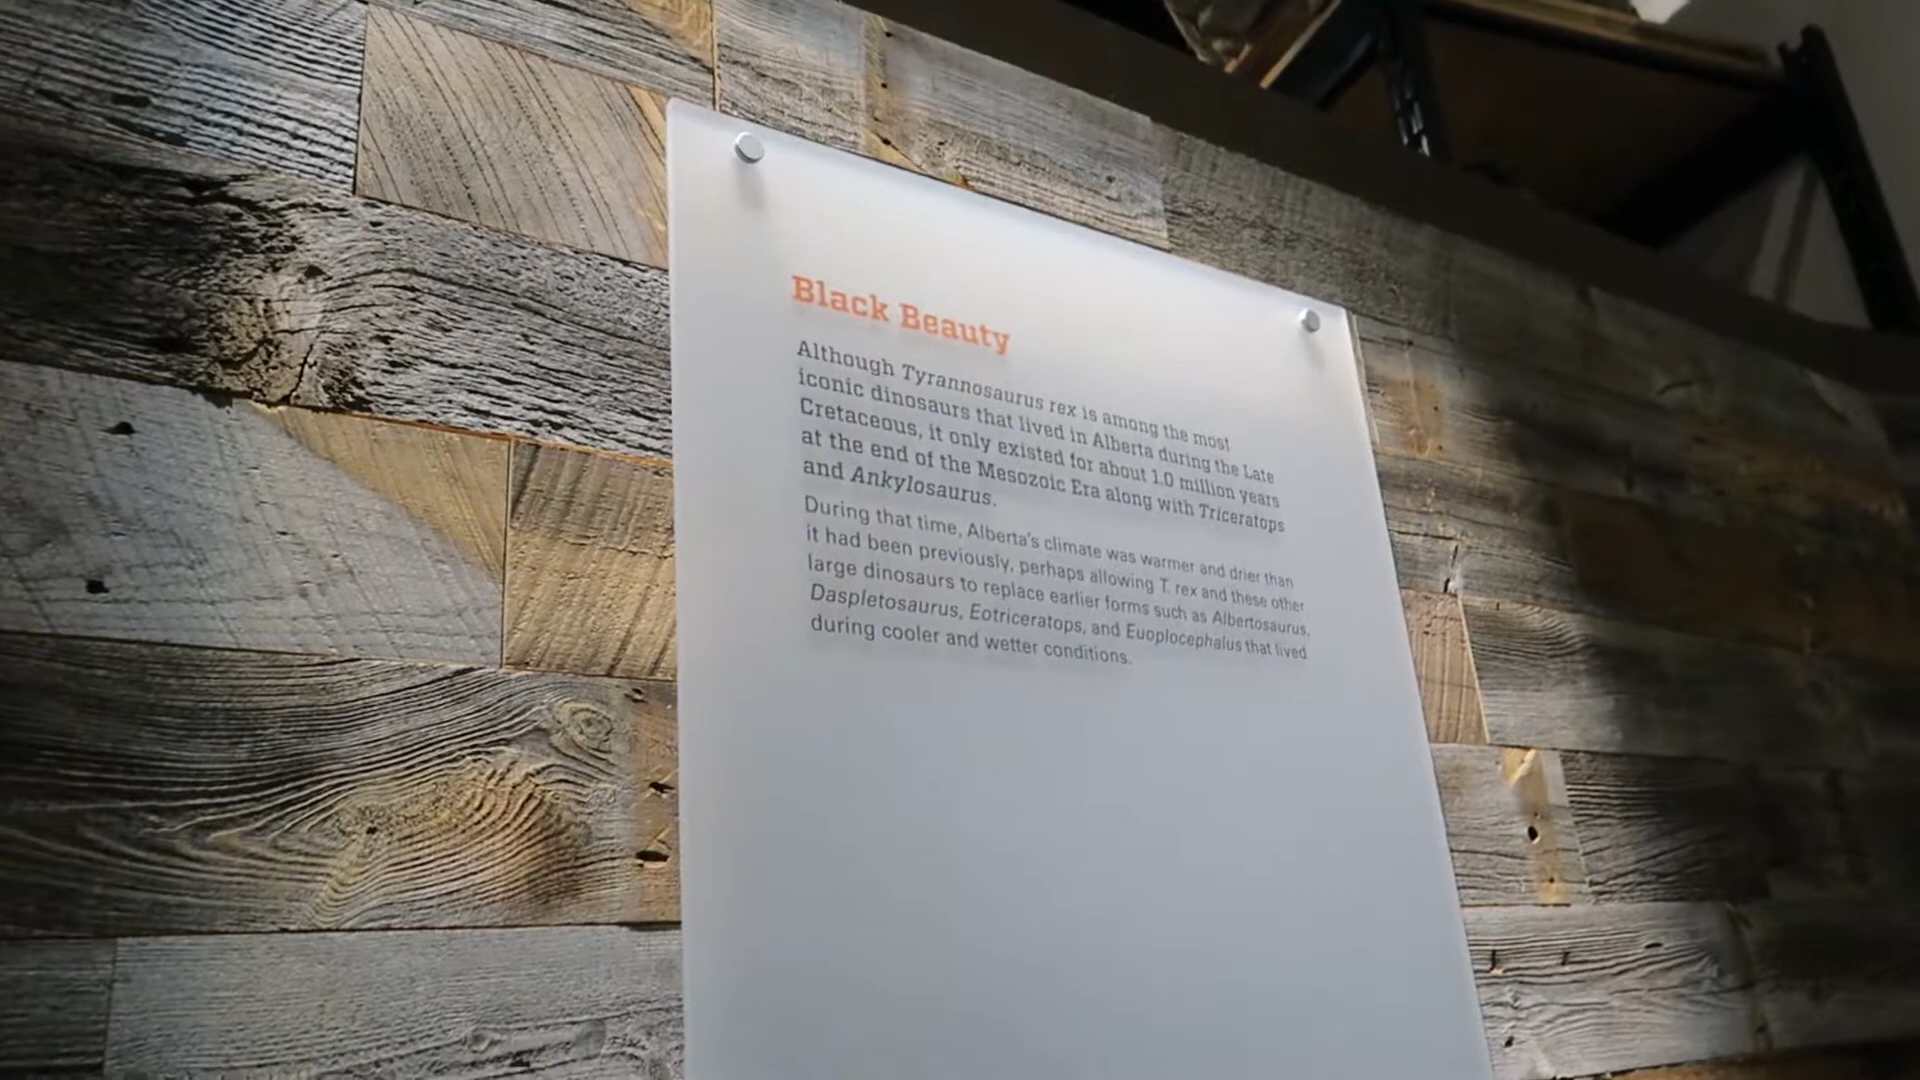 Black Beauty
Although Tyrannosaurus rex is among the most
iconic dinosaurs that lived in Alberta during the Late
Cretaceous, it only existed for about 1.0 million years
at the end of the Mesozoic Era along with Triceratops
and Ankylosaurus.
During that time, Alberta's climate was warmer and drier than
it had been previously, perhaps allowing T. rex and these other
large dinosaurs to replace earlier forms such as Albertosaurus,
Daspletosaurus, Eotriceratops, and Euoplocephalus that lived
during cooler and wetter conditions.